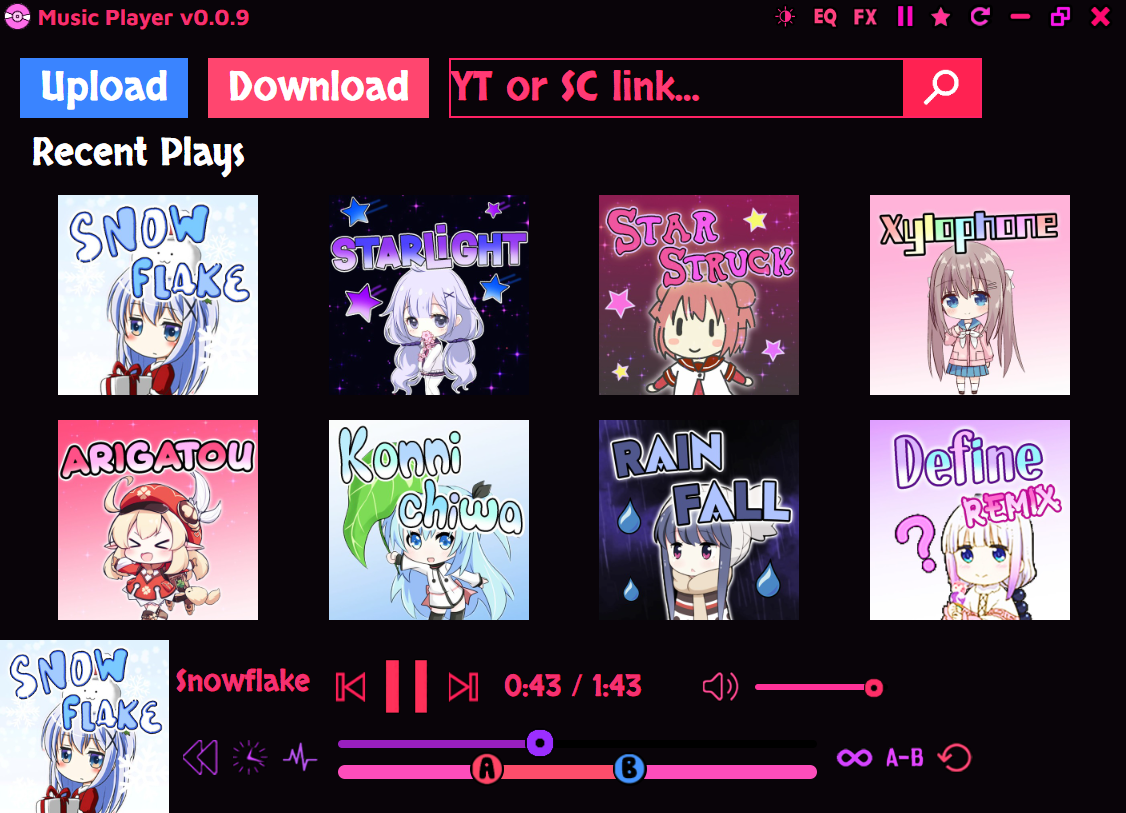 Music Player v0.0.9
EQ FX
Upload
Download
YT or SC link...
Recent Plays
SNOW
FLAKE
STARLIGHT
STAR
STRUCK
Xylophone
ARIGATOU
Konni
chiwa
RAIN
FALL
Define
REMIX
?
SNOW
FLAKE
Snowflake
0:43 / 1:43
A
B
A-B